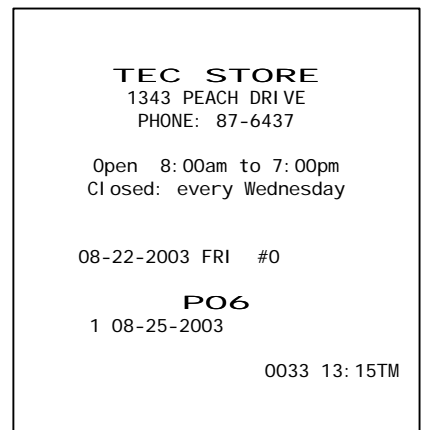 TEC STORE
1343 PEACH DRIVE
PHONE: 87-6437
Open 8:00am to 7:00pm
Closed: every Wednesday
08-22-2003 FRI #0
P06
1 08-25-2003
0033 13:15TM